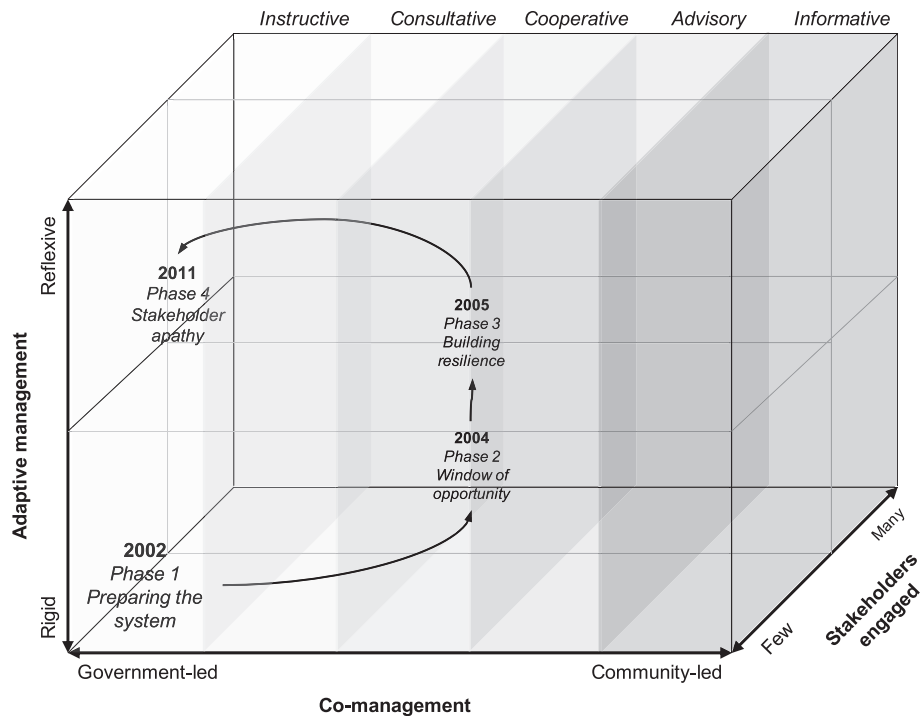 Instructive Consultative Cooperative Advisory Informative
Reflexive
Adaptive management
Rigid
2011
Phase 4
Stakeholder
apathy
2005
Phase 3
Building
resilience
2004
Phase 2
Window of
opportunity
2002
Phase 1
Preparing the
system
Many
Stakeholders
engaged
Few
Government-led
Community-led
Co-management